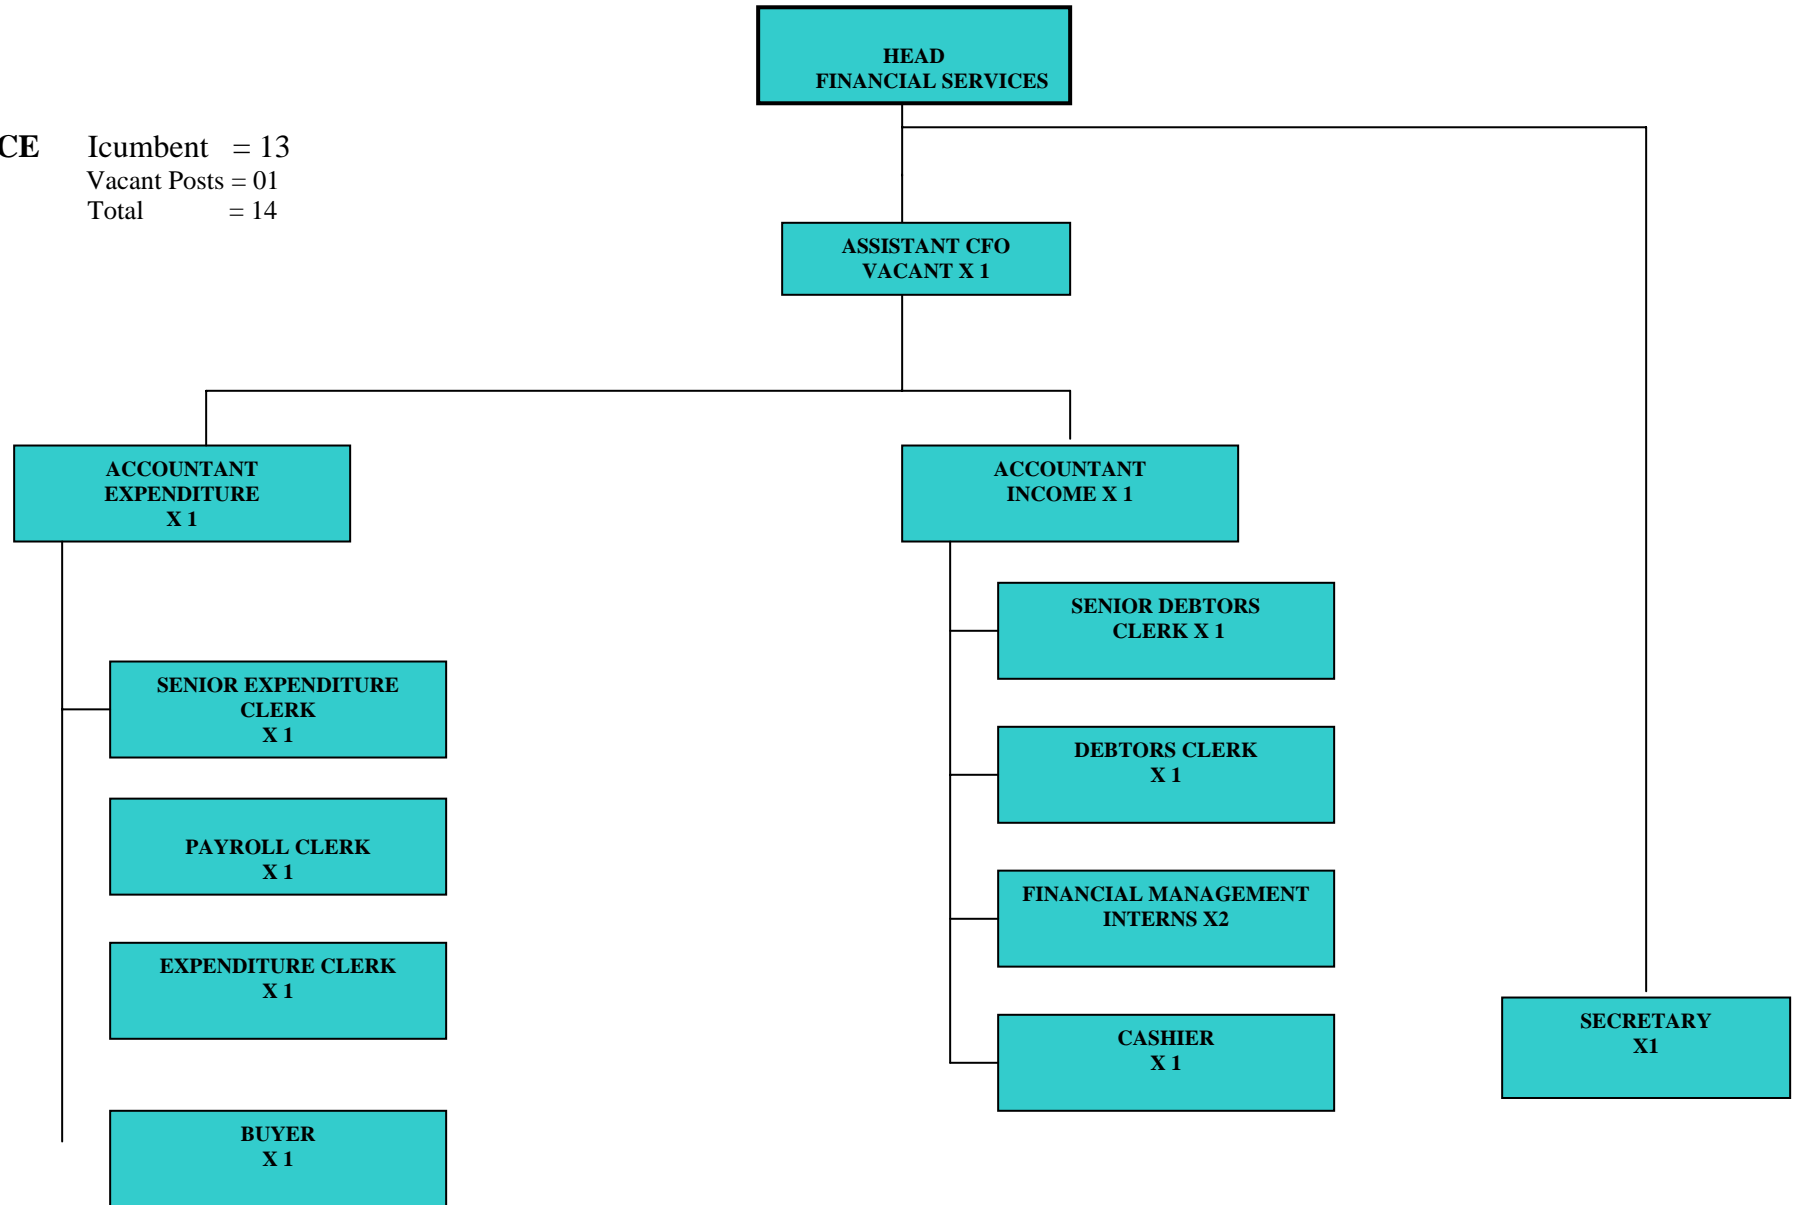 HEAD
FINANCIAL SERVICES
CE Icumbent = 13
Vacant Posts = 01
Total = 14
ASSISTANT CFO
VACANT X 1
ACCOUNTANT
EXPENDITURE
X 1
ACCOUNTANT
INCOME X 1
SENIOR EXPENDITURE
CLERK
X 1
PAYROLL CLERK
X 1
EXPENDITURE CLERK
X 1
BUYER
X 1
SENIOR DEBTORS
CLERK X 1
DEBTORS CLERK
X 1
FINANCIAL MANAGEMENT
INTERNS X2
CASHIER
X 1
SECRETARY
X1